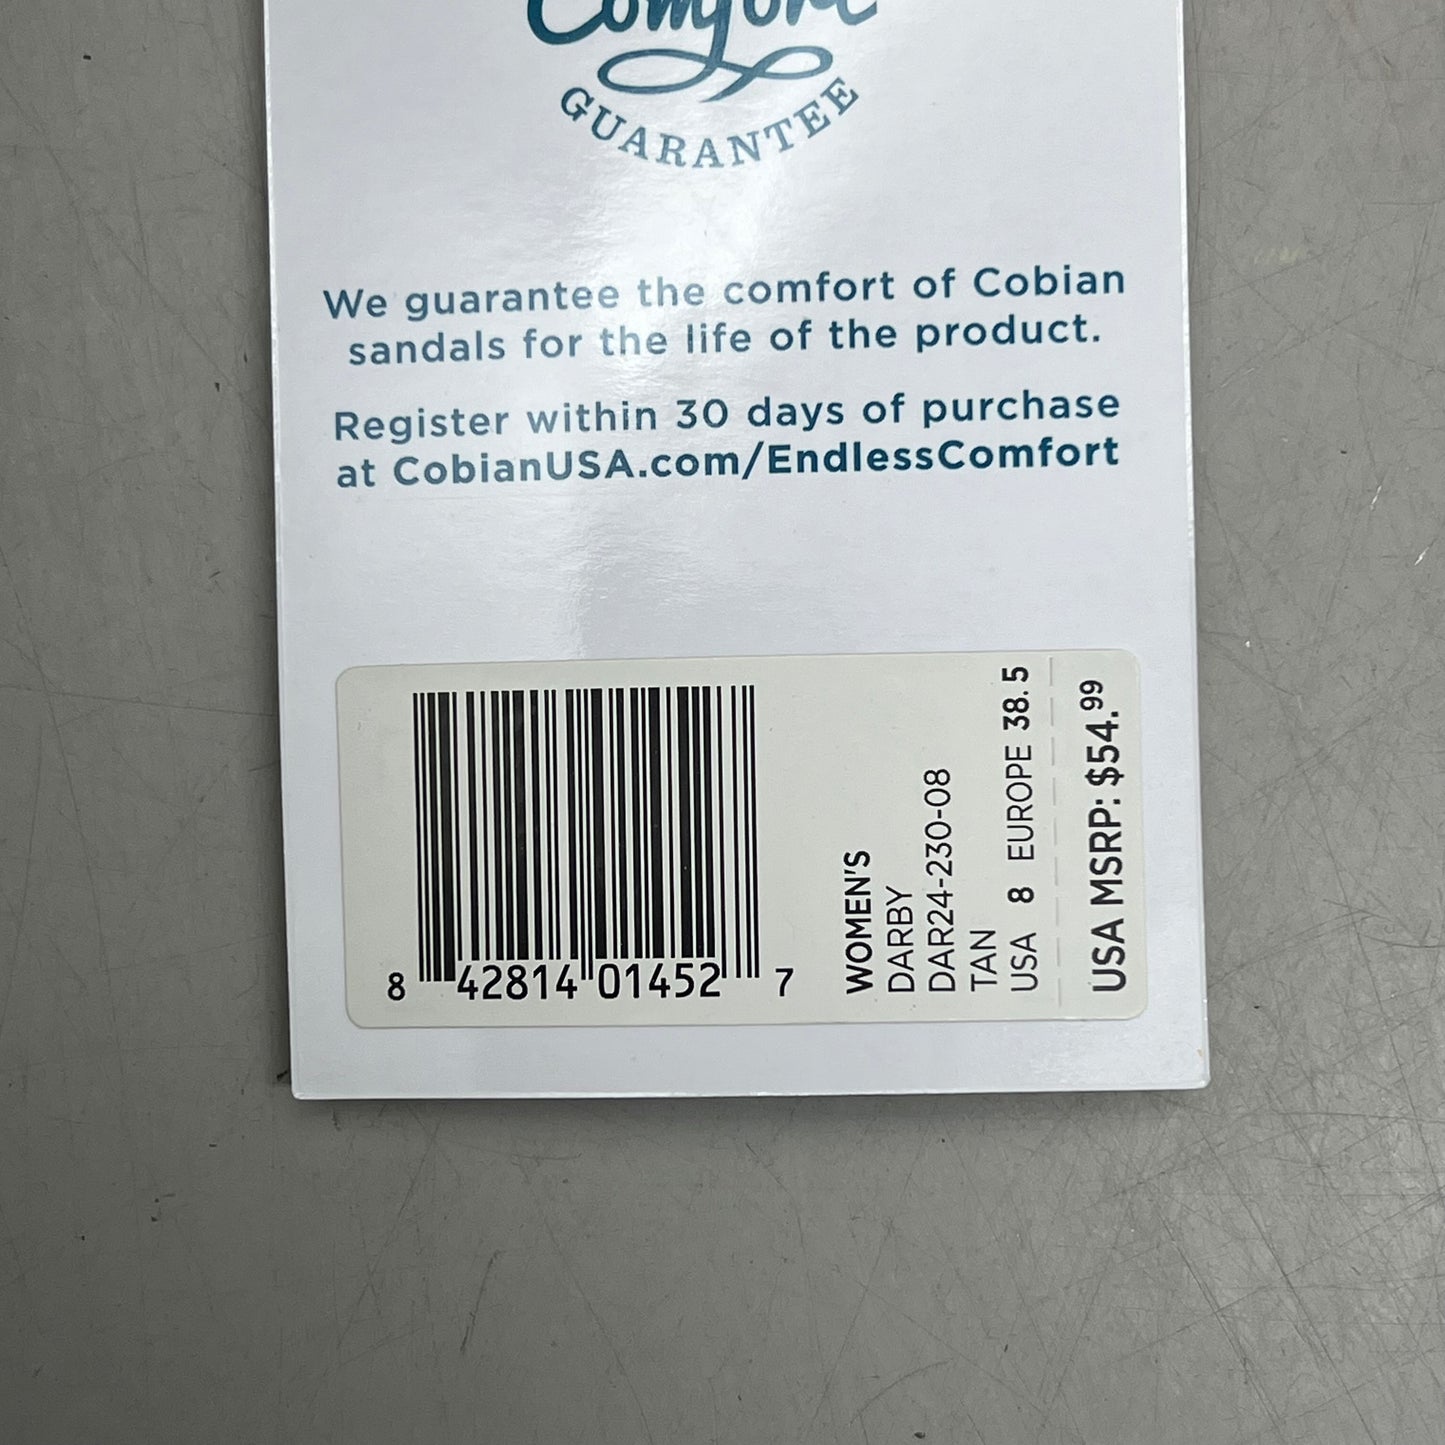 Comfort
GUARANTEE
We guarantee the comfort of Cobian
sandals for the life of the product.
Register within 30 days of purchase
at CobianUSA.com/EndlessComfort
8 42814 01452 7
WOMEN'S
DARBY
DAR24-230-08
TAN
USA 8 EUROPE 38.5
USA MSRP: $54.99